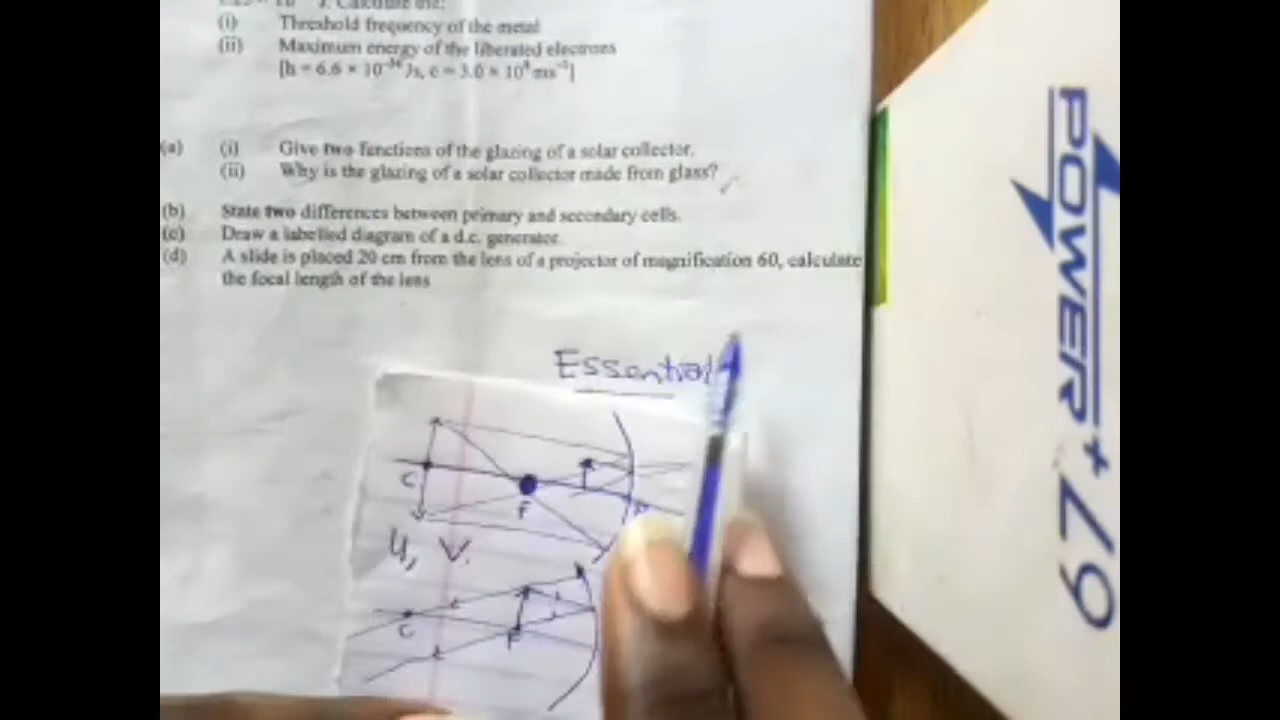 (i) Threshold frequency of the metal
(ii) Maximum energy of the liberated electrons
[h = 6.6 × 10⁻³⁴ Js, c = 3.0 × 10⁸ ms⁻¹]
(a) (i) Give two functions of the glazing of a solar collector.
(ii) Why is the glazing of a solar collector made from glass?
(b) State two differences between primary and secondary cells.
(c) Draw a labelled diagram of a d.c. generator.
(d) A slide is placed 20 cm from the lens of a projector of magnification 60, calculate
the focal length of the lens
Essential
C
F
u, v.
C
F
POWER+ L9